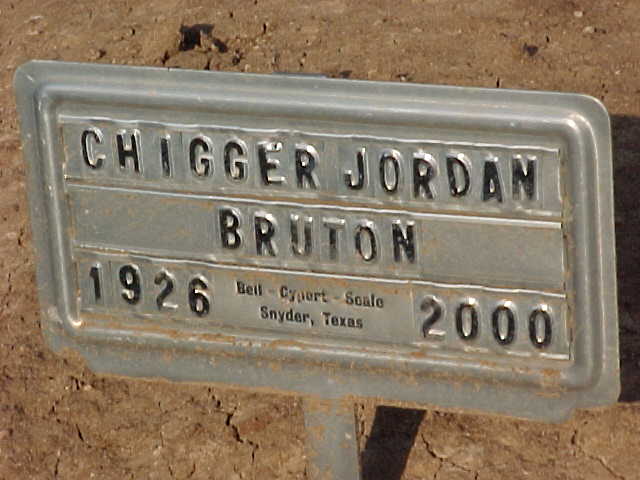 CHIGGER JORDAN
BRUTON
1926 Bell - Cypert - Seale 2000
Snyder, Texas